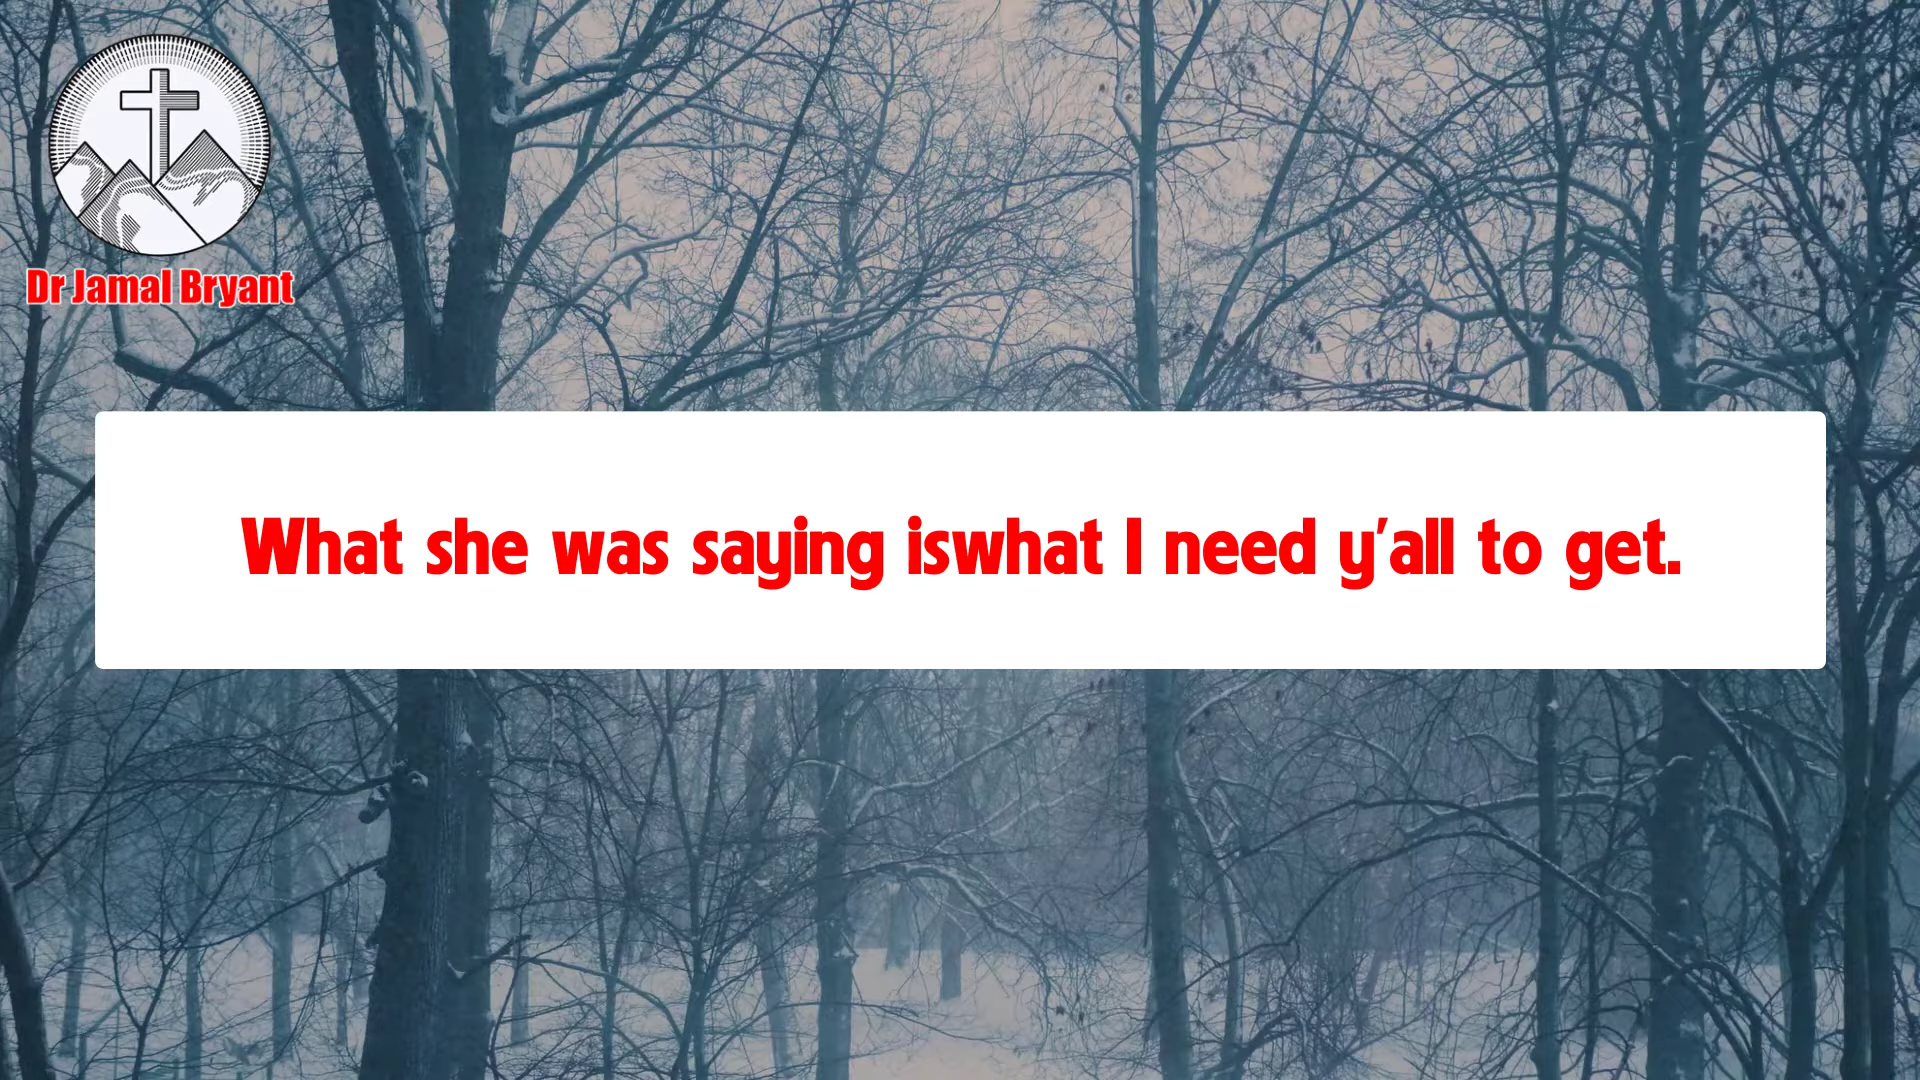 Dr Jamal Bryant
What she was saying iswhat I need y'all to get.